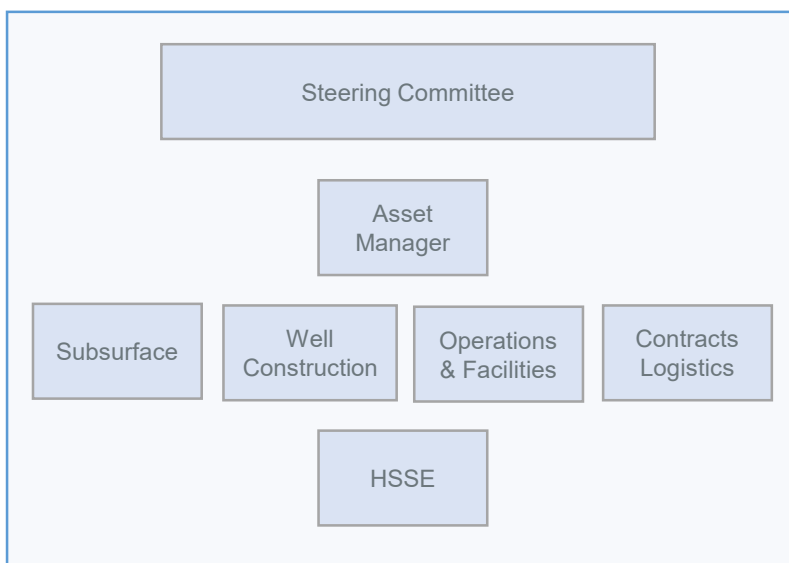 Steering Committee
Asset
Manager
Subsurface
Well
Construction
Operations
& Facilities
Contracts
Logistics
HSSE